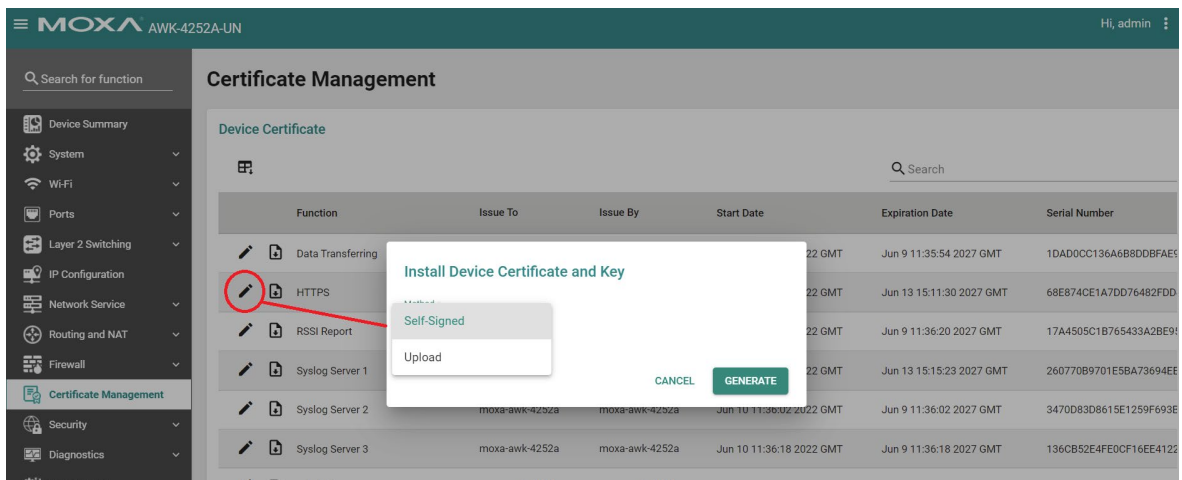 MOXA AWK-4252A-UN
Hi, admin
Search for function
Certificate Management
Device Summary
System
Wi-Fi
Ports
Layer 2 Switching
IP Configuration
Network Service
Routing and NAT
Firewall
Certificate Management
Security
Diagnostics
Device Certificate
Search
Function Issue To Issue By Start Date Expiration Date Serial Number
Data Transferring 22 GMT Jun 9 11:35:54 2027 GMT 1DAD0CC136A6B8DDBFAE
HTTPS 22 GMT Jun 13 15:11:30 2027 GMT 68E874CE1A7DD76482FDD
RSSI Report 22 GMT Jun 9 11:36:20 2027 GMT 17A4505C1B765433A2BE9
Syslog Server 1 22 GMT Jun 13 15:15:23 2027 GMT 260770B9701E5BA73694EE
Syslog Server 2 moxa-awk-4252a moxa-awk-4252a Jun 10 11:36:02 2022 GMT Jun 9 11:36:02 2027 GMT 3470D83D8615E1259F693E
Syslog Server 3 moxa-awk-4252a moxa-awk-4252a Jun 10 11:36:18 2022 GMT Jun 9 11:36:18 2027 GMT 136CB52E4FE0CF16EE4122
Install Device Certificate and Key
Method
Self-Signed
Upload
CANCEL GENERATE